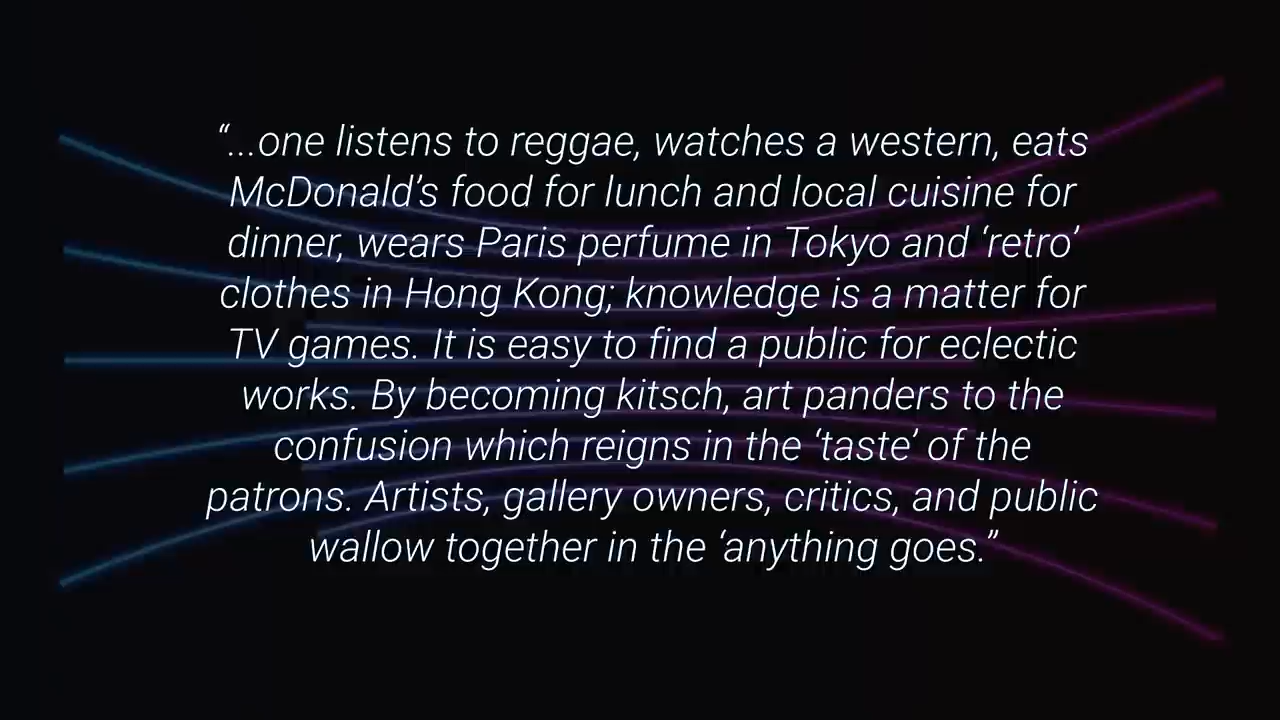 “...one listens to reggae, watches a western, eats
McDonald’s food for lunch and local cuisine for
dinner, wears Paris perfume in Tokyo and ‘retro’
clothes in Hong Kong; knowledge is a matter for
TV games. It is easy to find a public for eclectic
works. By becoming kitsch, art panders to the
confusion which reigns in the ‘taste’ of the
patrons. Artists, gallery owners, critics, and public
wallow together in the ‘anything goes.”